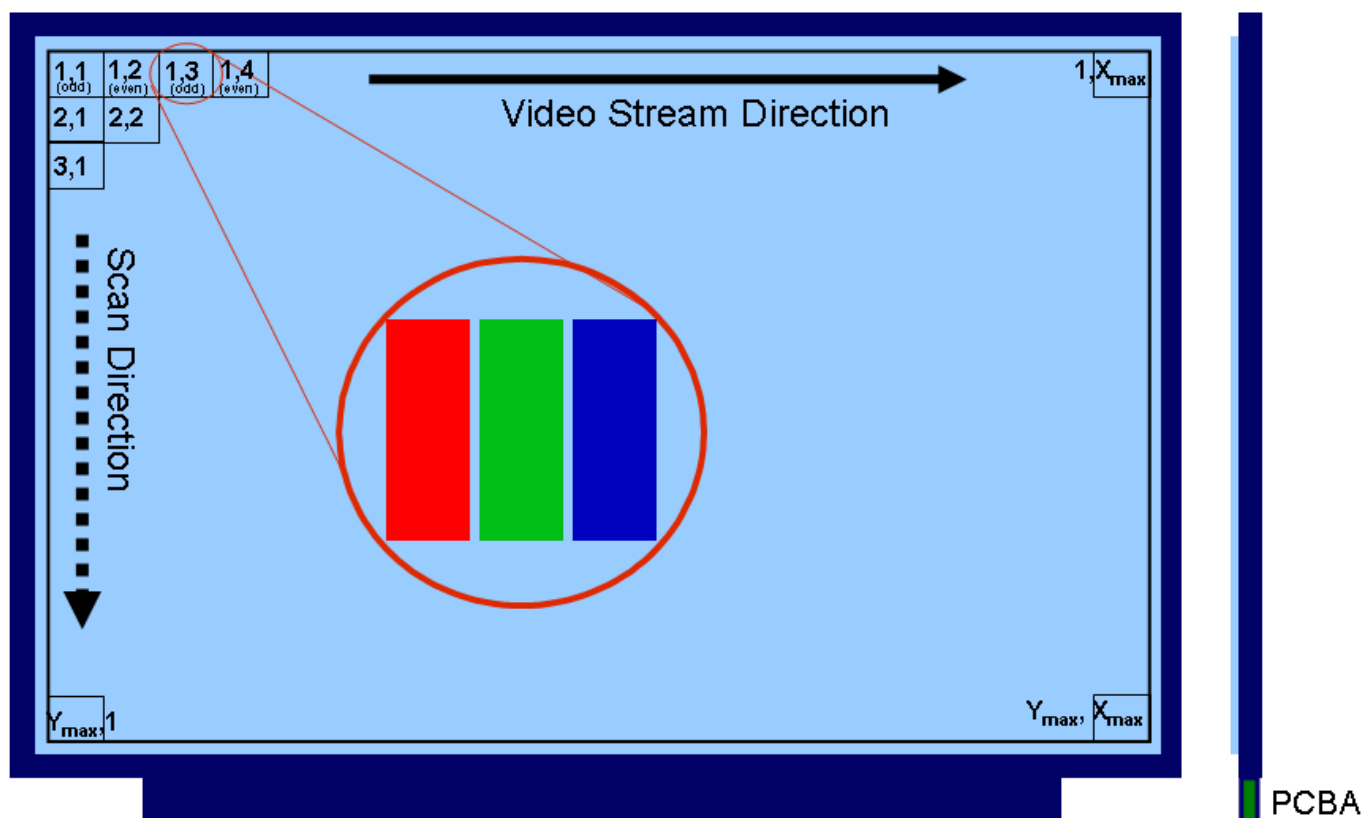 1,1 1,2 1,3 1,4 1,Xmax
(odd) (even) (odd) (even)
Video Stream Direction
2,1 2,2
3,1
Scan Direction
Ymax,1 Ymax, Xmax
PCBA